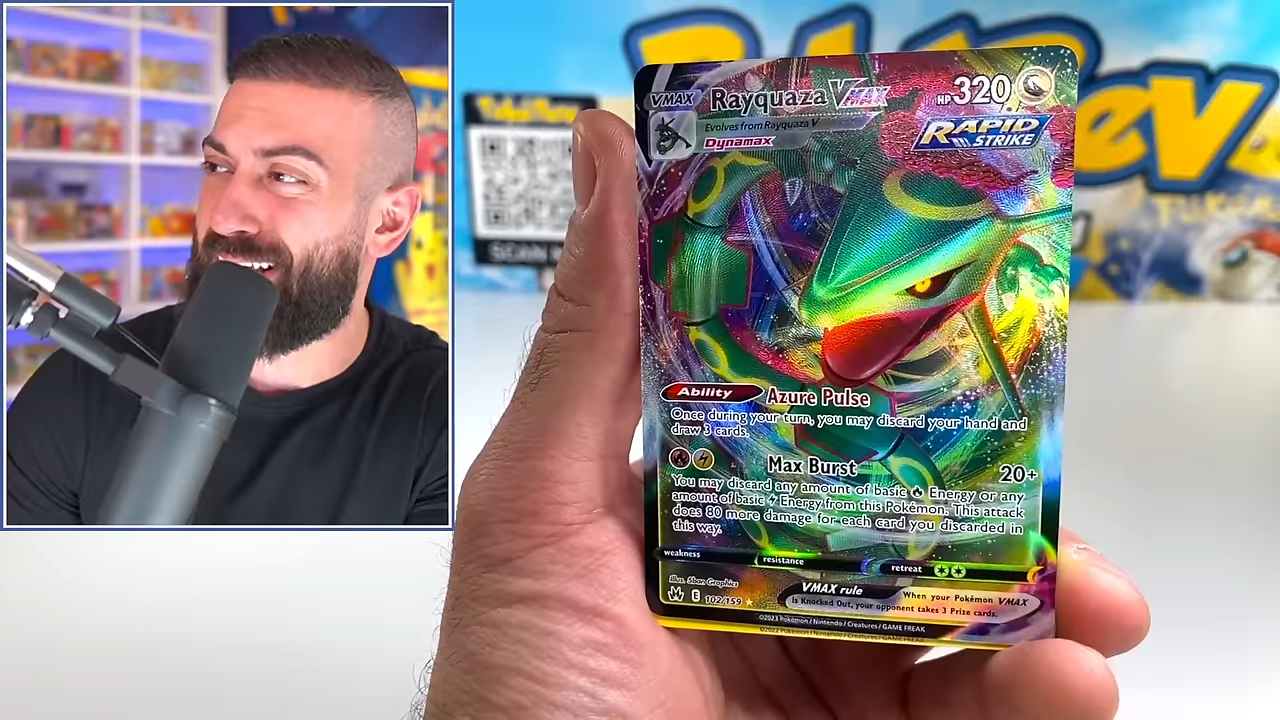 VMAX Rayquaza VMAX HP 320
Evolves from Rayquaza V
Dynamax
RAPID
STRIKE
SCAN
Ability Azure Pulse
Once during your turn, you may discard your hand and
draw 3 cards.
Max Burst 20+
You may discard any amount of basic Energy or any
amount of basic Energy from this Pokémon. This attack
does 80 more damage for each card you discarded in
this way.
weakness resistance retreat
Illus. 5ban Graphics
E 102/159
VMAX rule When your Pokémon VMAX
is Knocked Out, your opponent takes 3 Prize cards.
©2023 Pokémon / Nintendo / Creatures / GAME FREAK
©2022 Pokémon / Nintendo / Creatures / GAME FREAK